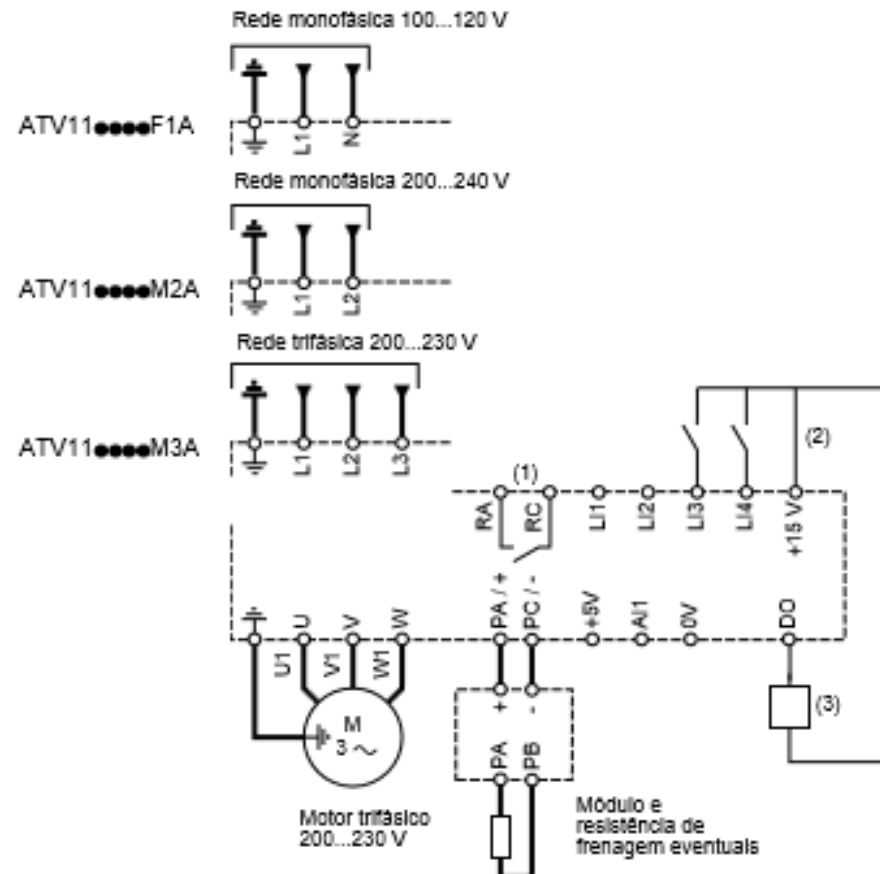 Rede monofásica 100...120 V
ATV11●●●●F1A
L1
N
Rede monofásica 200...240 V
ATV11●●●●M2A
L1
L2
Rede trifásica 200...230 V
ATV11●●●●M3A
L1
L2
L3
(1)
(2)
RA
RC
LI1
LI2
LI3
LI4
+15 V
U
V
W
PA / +
PC / -
+5V
AI1
0V
DO
U1
V1
W1
M
3 ~
+
-
PA
PB
(3)
Motor trifásico
200...230 V
Módulo e
resistência de
frenagem eventuais